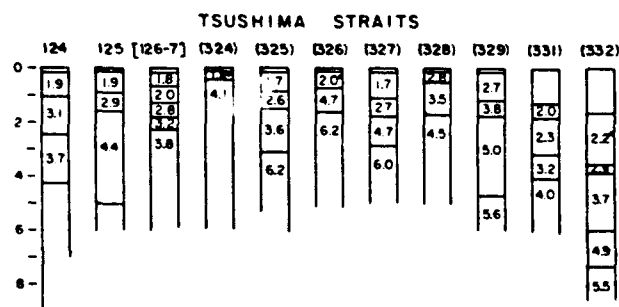 TSUSHIMA STRAITS
124 125 [126-7] (324) (325) (326) (327) (328) (329) (331) (332)
0
1.9 1.9 1.8 1.7 2.0 1.7 2.8 2.7
2.9 2.0 4.1 2.6 4.7 2.7 3.5 3.8 2.0
3.1 2.8
2 3.2 3.6 6.2 4.7 4.5 2.3 2.2
3.7 4.4 3.8 6.2 6.0 5.0 3.2
4 4.0 3.7
5.6
6
4.9
8 5.5